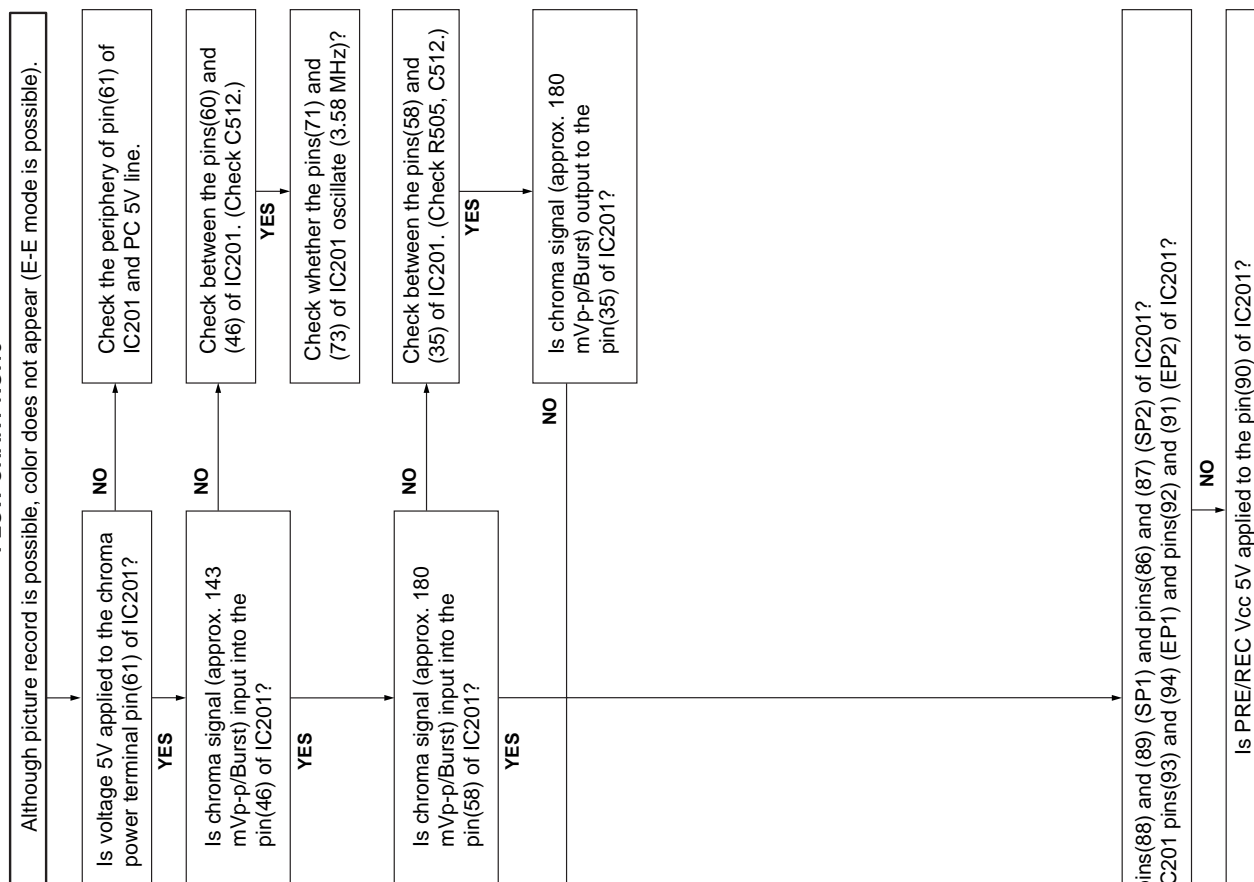 Although picture record is possible, color does not appear (E-E mode is possible).
Is voltage 5V applied to the chroma
power terminal pin(61) of IC201?
NO
Check the periphery of pin(61) of
IC201 and PC 5V line.
YES
Is chroma signal (approx. 143
mVp-p/Burst) input into the
pin(46) of IC201?
NO
Check between the pins(60) and
(46) of IC201. (Check C512.)
YES
Check whether the pins(71) and
(73) of IC201 oscillate (3.58 MHz)?
YES
Is chroma signal (approx. 180
mVp-p/Burst) input into the
pin(58) of IC201?
NO
Check between the pins(58) and
(35) of IC201. (Check R505, C512.)
YES
Is chroma signal (approx. 180
mVp-p/Burst) output to the
pin(35) of IC201?
NO
YES
(88) and (89) (SP1) and pins(86) and (87) (SP2) of IC201?
pins(93) and (94) (EP1) and pins(92) and (91) (EP2) of IC201?
NO
Is PRE/REC Vcc 5V applied to the pin(90) of IC201?